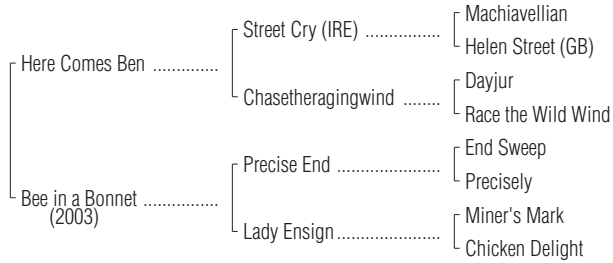 Machiavellian
Street Cry (IRE) ................
Helen Street (GB)
Here Comes Ben ..............
Dayjur
Chasetheragingwind ........
Race the Wild Wind
End Sweep
Precise End ......................
Precisely
Bee in a Bonnet ................
(2003)
Miner's Mark
Lady Ensign......................
Chicken Delight